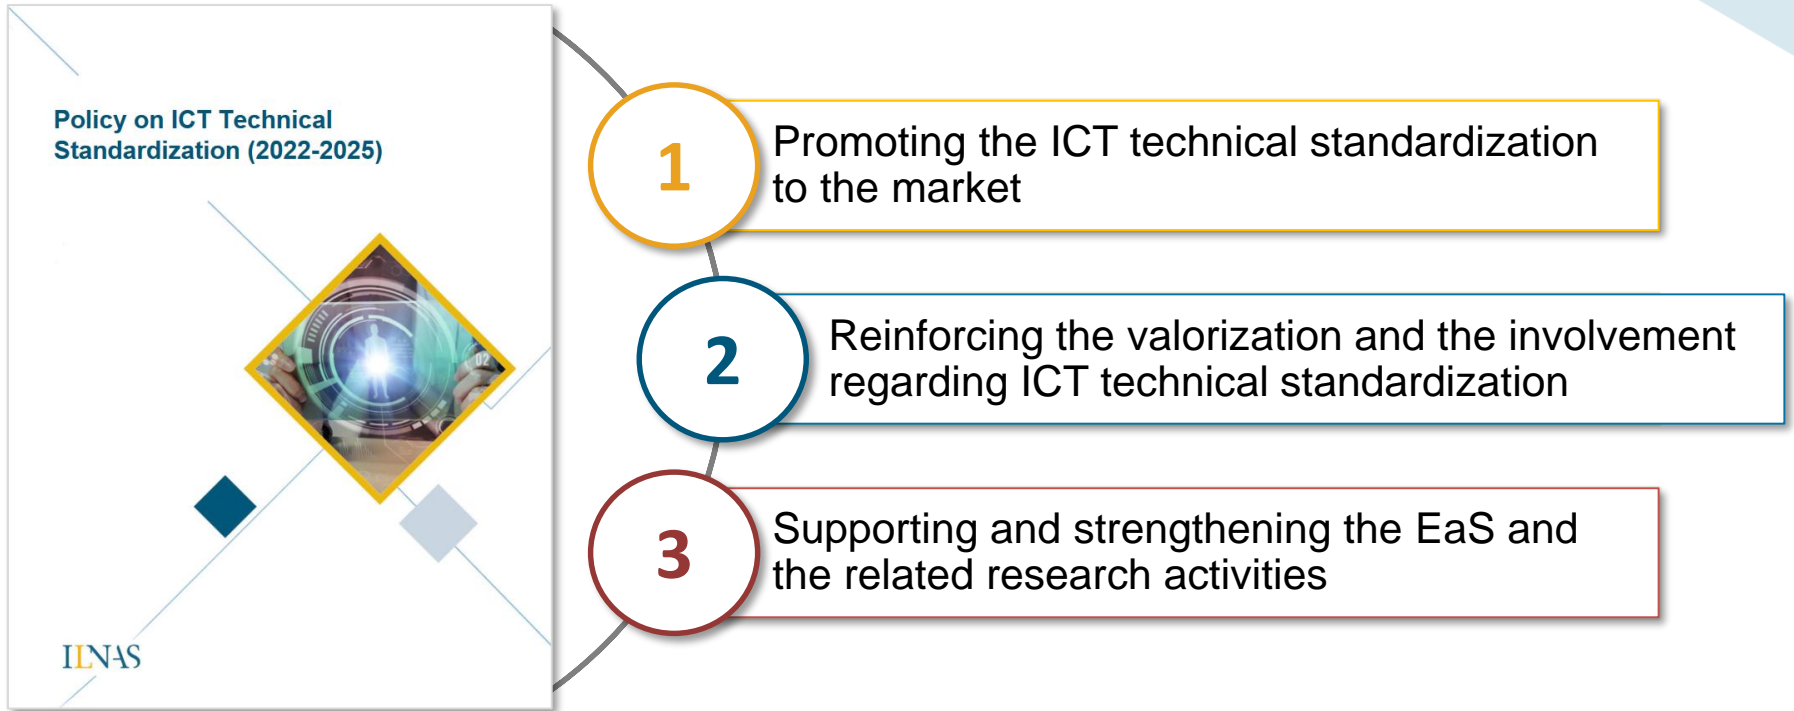 Policy on ICT Technical
Standardization (2022-2025)
02
ILNAS
1
Promoting the ICT technical standardization
to the market
2
Reinforcing the valorization and the involvement
regarding ICT technical standardization
3
Supporting and strengthening the EaS and
the related research activities